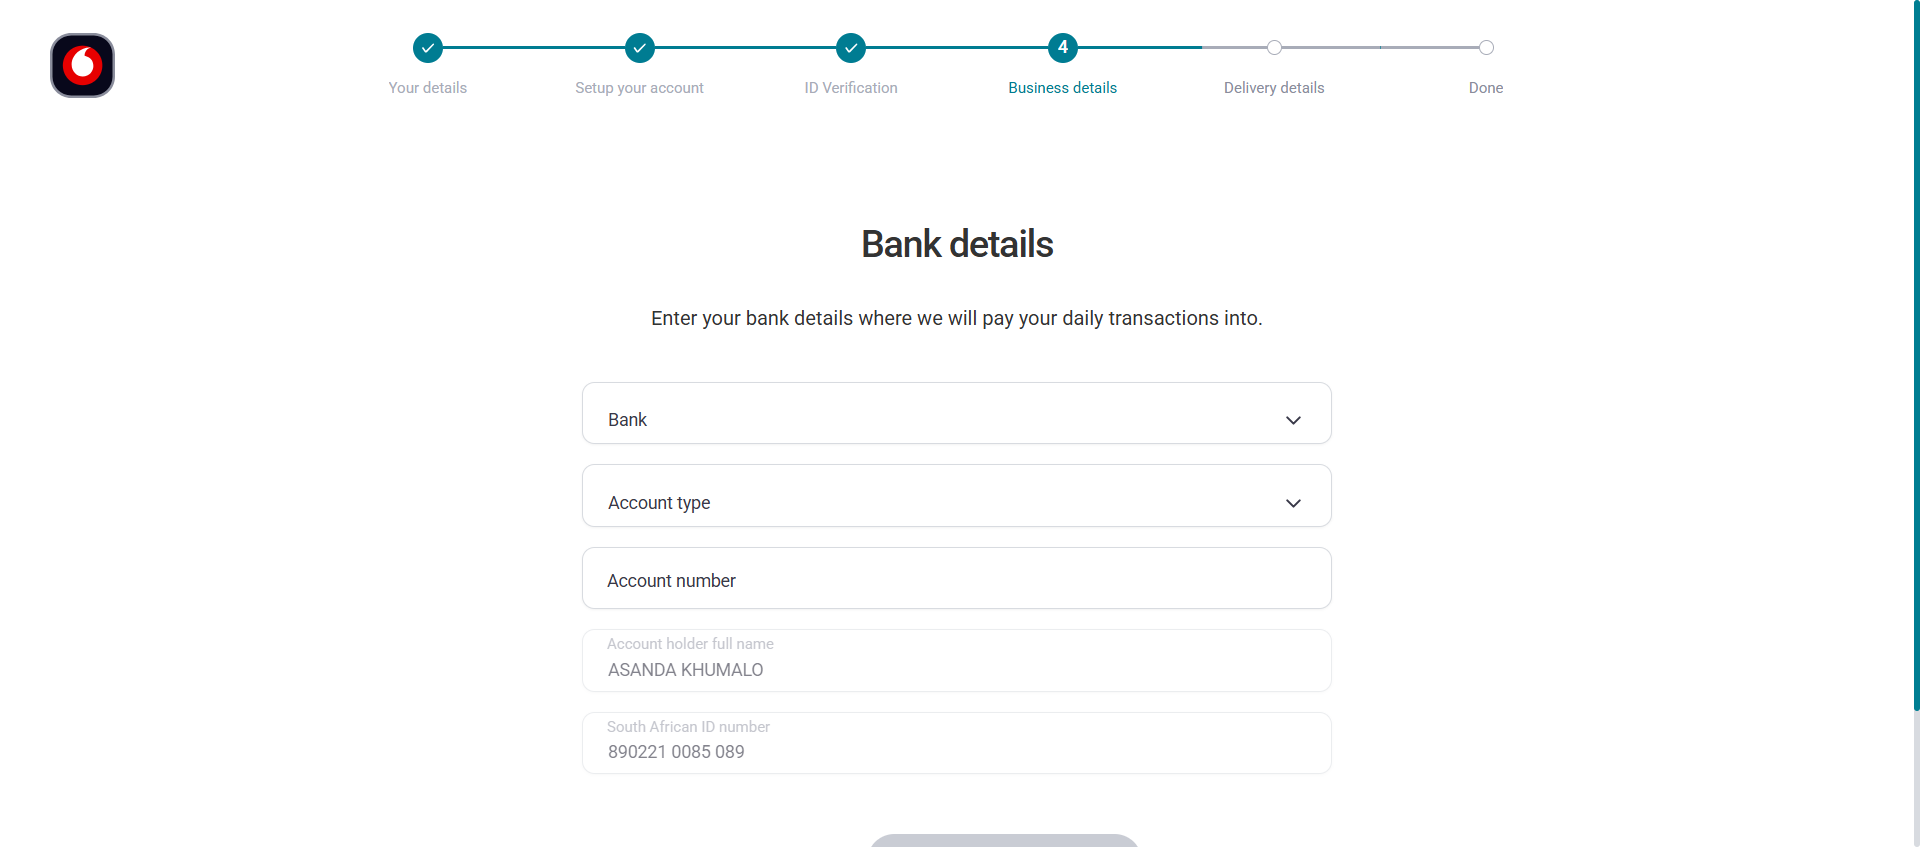 4
Your details
Setup your account
ID Verification
Business details
Delivery details
Done
Bank details
Enter your bank details where we will pay your daily transactions into.
Bank
Account type
Account number
Account holder full name
ASANDA KHUMALO
South African ID number
890221 0085 089